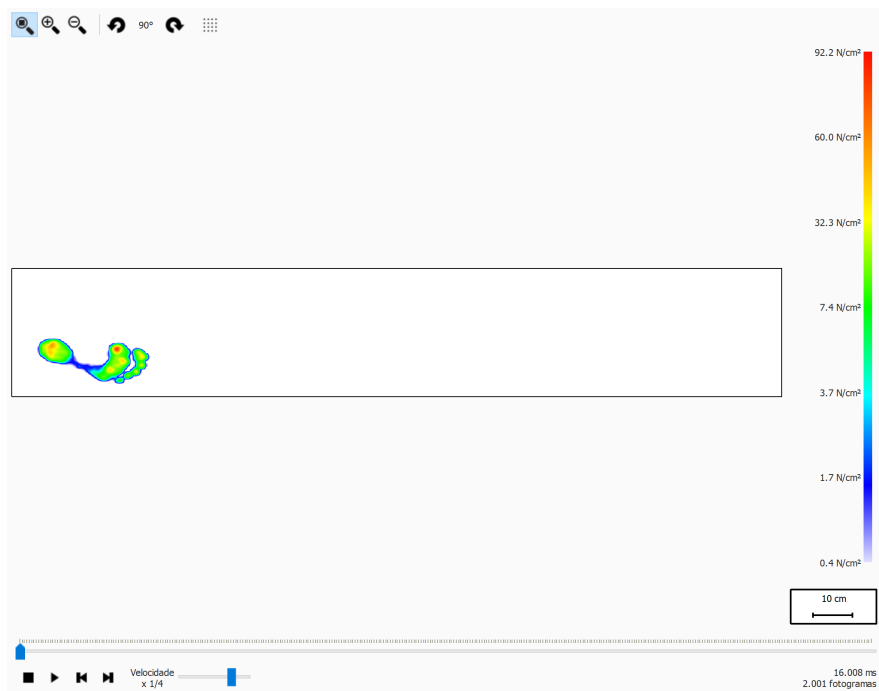 90°
92.2 N/cm²
60.0 N/cm²
32.3 N/cm²
7.4 N/cm²
3.7 N/cm²
1.7 N/cm²
0.4 N/cm²
10 cm
Velocidade
x 1/4
16.008 ms
2.001 fotogramas